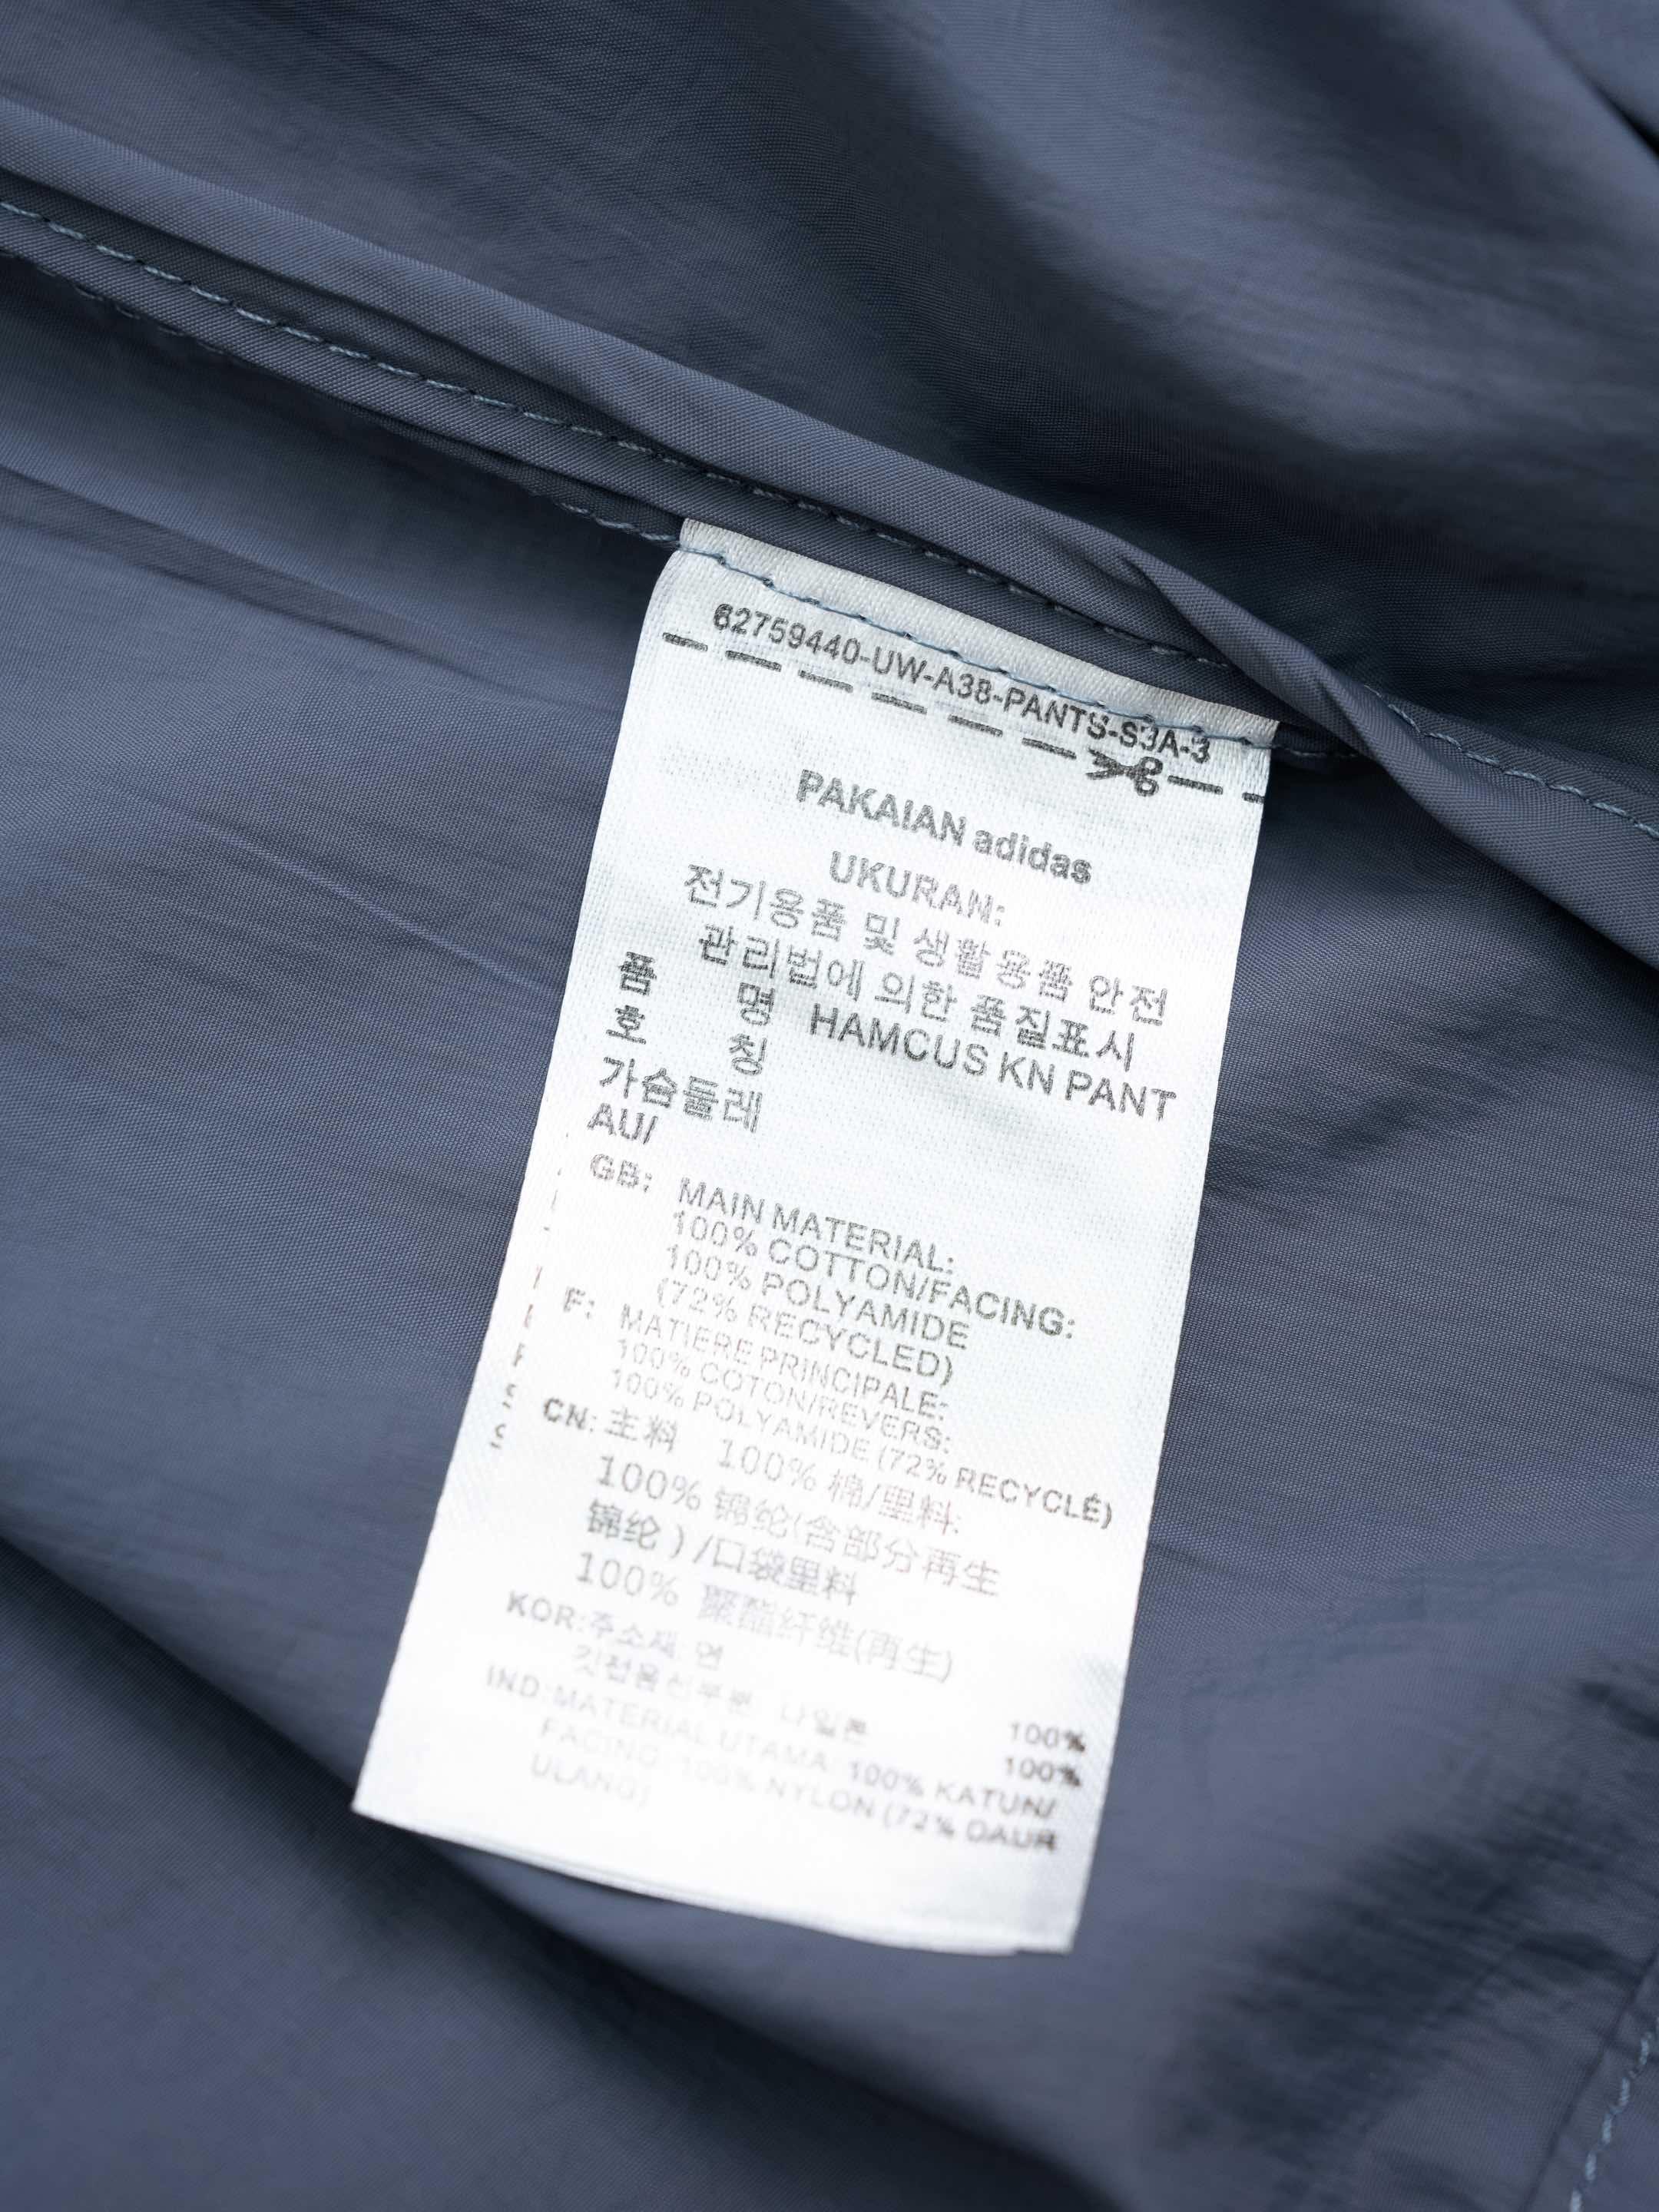 62759440-UW-A38-PANTS-S3A-3
PAKAIAN adidas
UKURAN:
전기용품 및 생활용품 안전
관리법에 의한 품질표시
품 명 HAMCUS KN PANT
호 칭
가슴둘레
AU/
GB: MAIN MATERIAL:
100% COTTON/FACING:
100% POLYAMIDE
(72% RECYCLED)
F: MATIERE PRINCIPALE:
100% COTON/REVERS:
100% POLYAMIDE (72% RECYCLÉ)
CN: 主料 100% 棉/里料:
100% 锦纶(含部分再生
锦纶)/口袋里料
100% 聚酯纤维(再生)
KOR: 주소재 면 100%
나일론 100%
IND: MATERIAL UTAMA: 100% KATUN/
FACING: 100% NYLON (72% DAUR
ULANG)